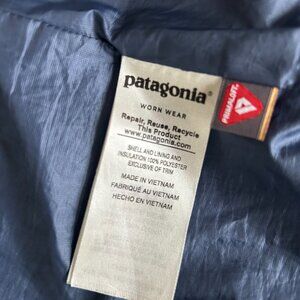 patagonia®
WORN WEAR
Repair, Reuse, Recycle
This Product
www.patagonia.com
SHELL AND LINING AND
INSULATION 100% POLYESTER
EXCLUSIVE OF TRIM
MADE IN VIETNAM
FABRIQUÉ AU VIETNAM
HECHO EN VIETNAM
PRIMALOFT